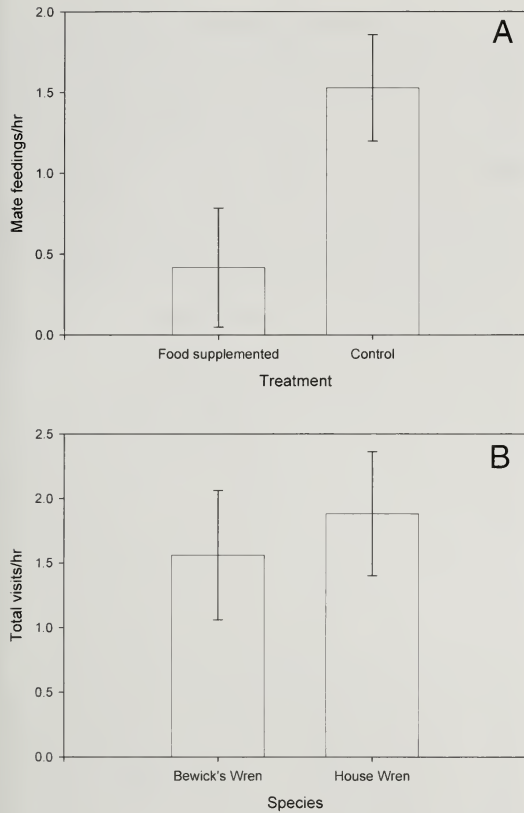 A
Mate feedings/hr
2.0
1.5
1.0
0.5
0.0
Food supplemented Control
Treatment
B
Total visits/hr
2.5
2.0
1.5
1.0
0.5
0.0
Bewick's Wren House Wren
Species